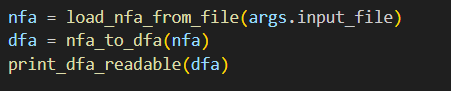 nfa = load_nfa_from_file(args.input_file)
dfa = nfa_to_dfa(nfa)
print_dfa_readable(dfa)